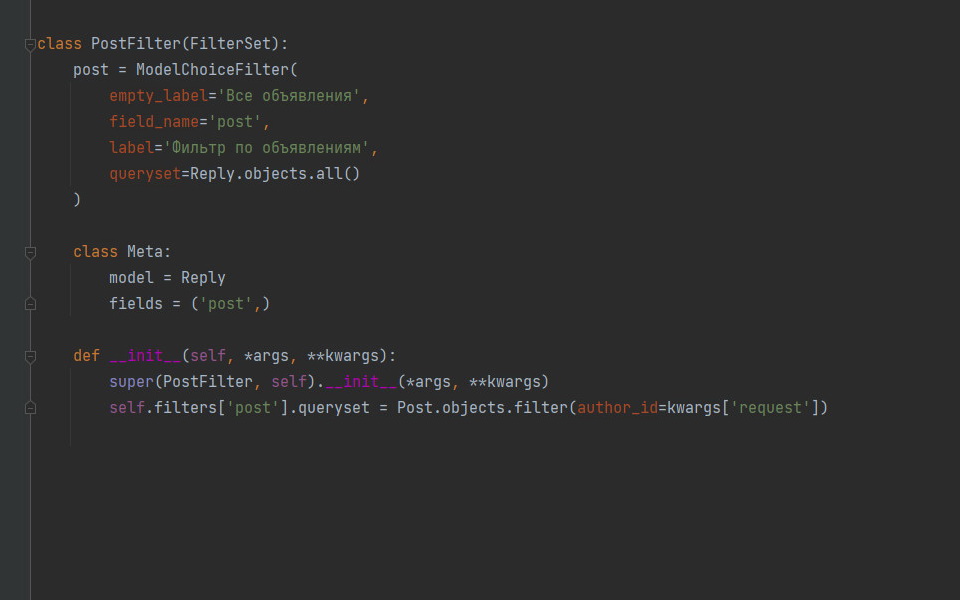 class PostFilter(FilterSet):
    post = ModelChoiceFilter(
        empty_label='Все объявления',
        field_name='post',
        label='Фильтр по объявлениям',
        queryset=Reply.objects.all()
    )
    class Meta:
        model = Reply
        fields = ('post',)
    def __init__(self, *args, **kwargs):
        super(PostFilter, self).__init__(*args, **kwargs)
        self.filters['post'].queryset = Post.objects.filter(author_id=kwargs['request'])